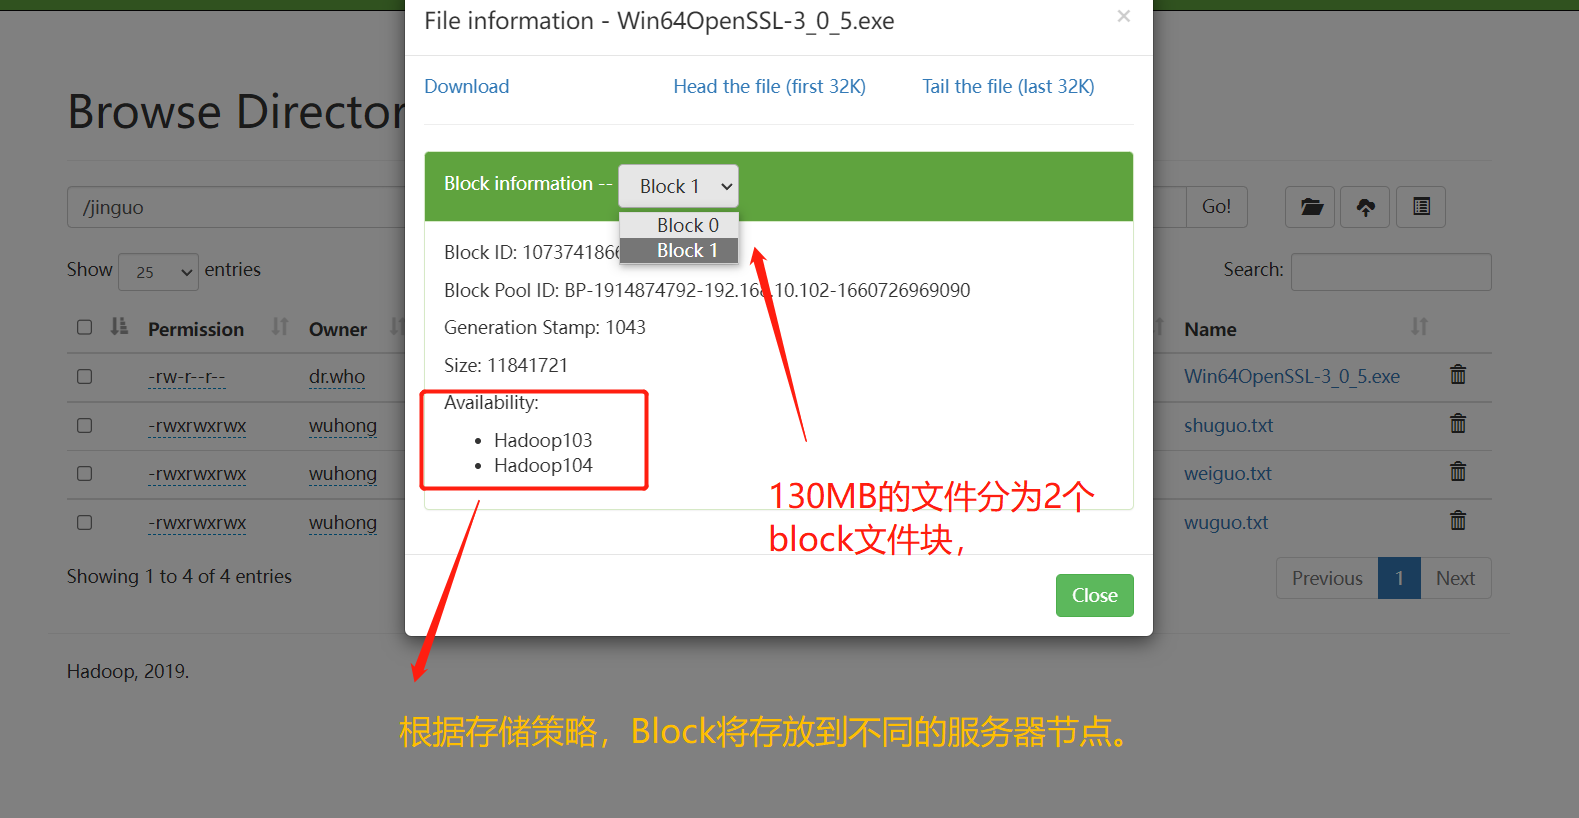 File information - Win64OpenSSL-3_0_5.exe
×
Download
Head the file (first 32K)
Tail the file (last 32K)
Browse Director
Block information --
Block 1
Block 0
Block 1
/jinguo
Go!
Block ID: 107374186
Show 25 entries
Search:
Block Pool ID: BP-1914874792-192.168.10.102-1660726969090
Permission
Owner
Generation Stamp: 1043
Name
Size: 11841721
-rw-r--r--
dr.who
Win64OpenSSL-3_0_5.exe
Availability:
-rwxrwxrwx
wuhong
Hadoop103
shuguo.txt
Hadoop104
-rwxrwxrwx
wuhong
weiguo.txt
130MB的文件分为2个
block文件块，
-rwxrwxrwx
wuhong
wuguo.txt
Showing 1 to 4 of 4 entries
Previous
1
Next
Close
Hadoop, 2019.
根据存储策略，Block将存放到不同的服务器节点。